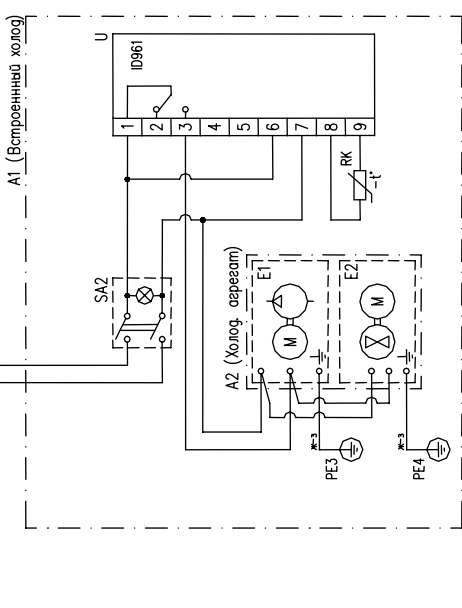 A1 (Встроеннный холод)
U
ID961
1 2 3 4 5 6 7 8 9
RK
-t°
SA2
A2 (Холод. агрегат)
E1
E2
M
M
ж-з
PE3
ж-з
PE4